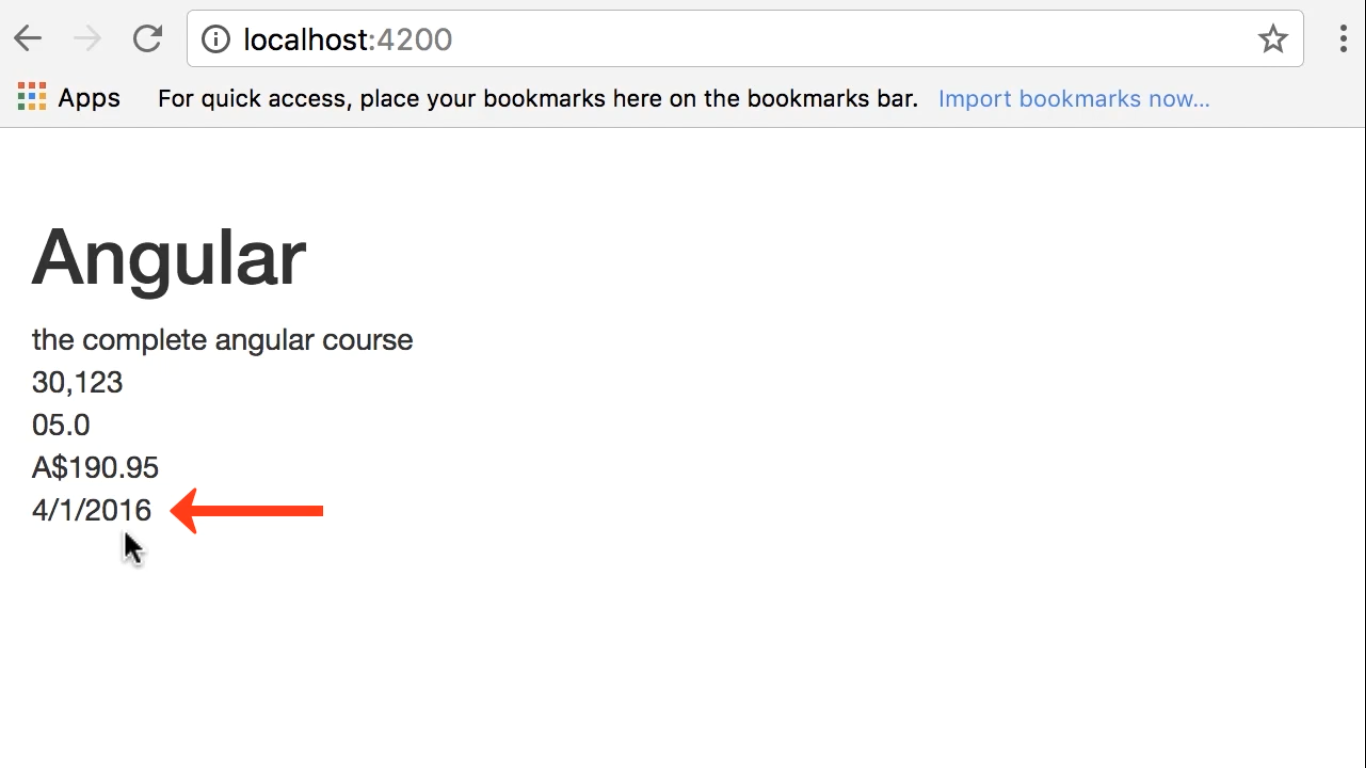 localhost:4200
Apps For quick access, place your bookmarks here on the bookmarks bar. Import bookmarks now...
Angular
the complete angular course
30,123
05.0
A$190.95
4/1/2016